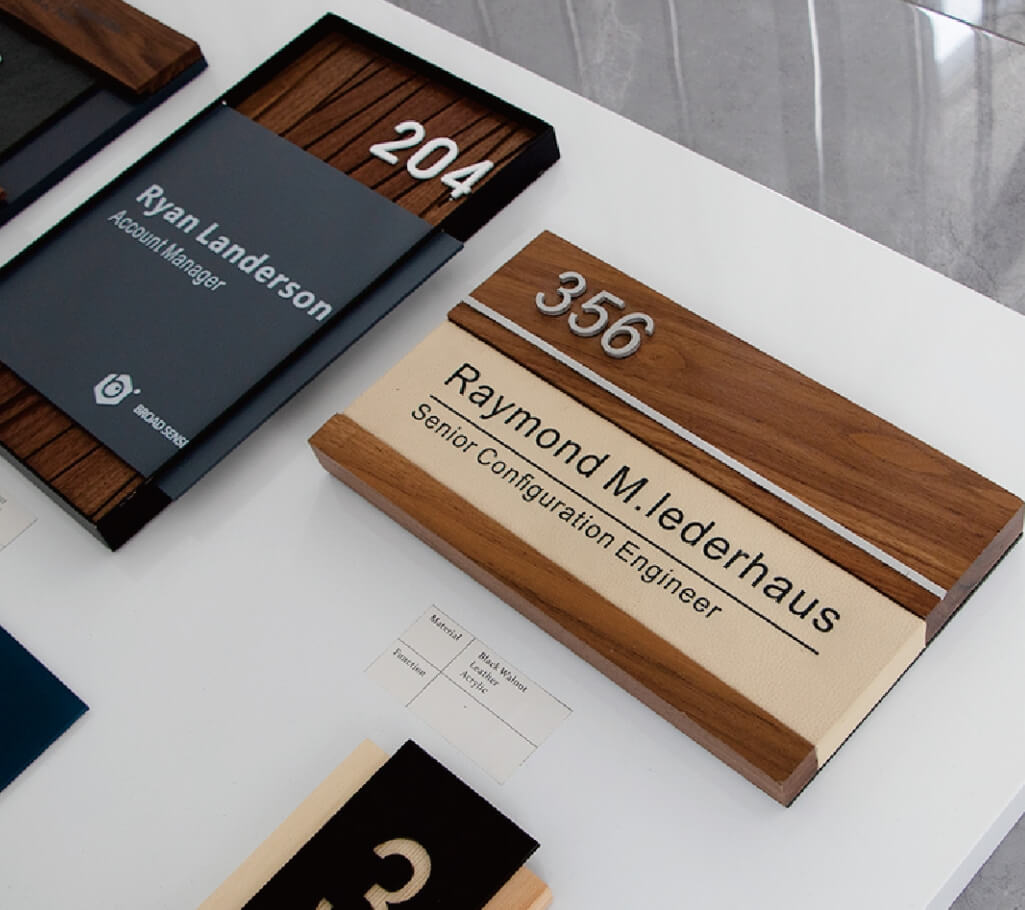 204
Ryan Landerson
Account Manager
BROAD SENSE
356
Raymond M.lederhaus
Senior Configuration Engineer
Material
Black Walnut
Leather
Acrylic
Function
3